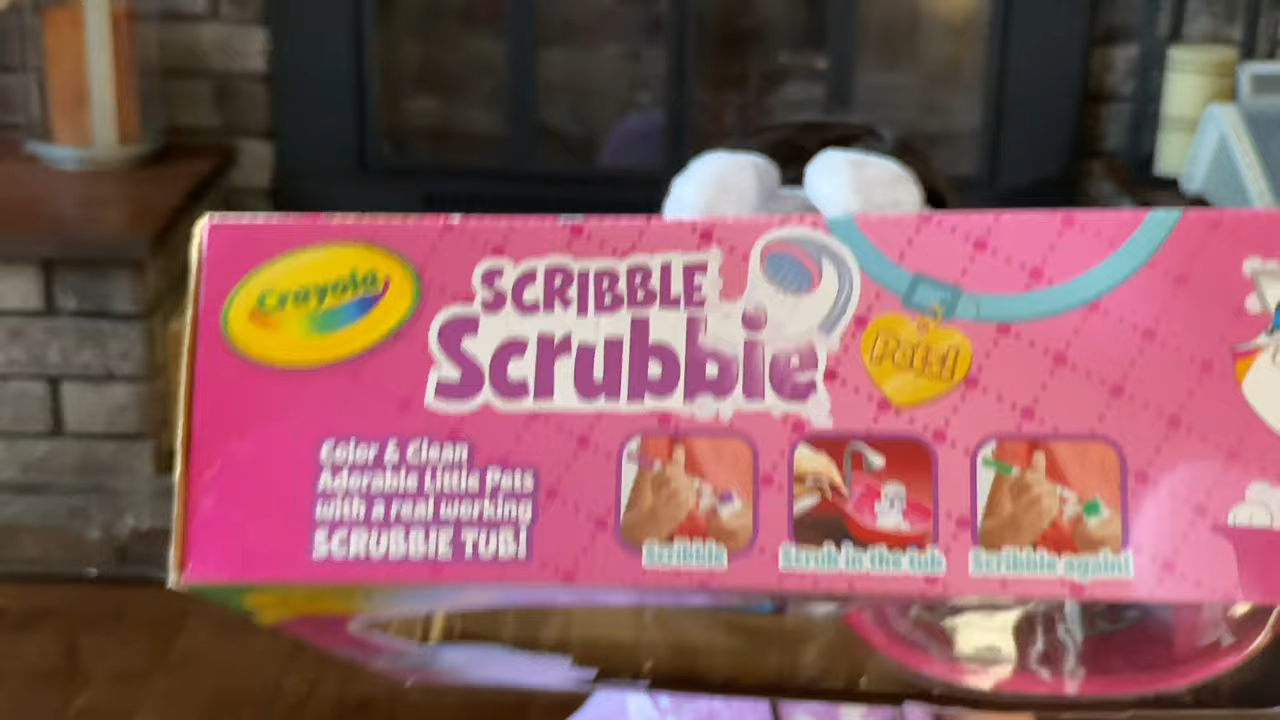 Crayola
SCRIBBLE
Scrubbie
Pets!
Color & Clean
Adorable Little Pets
with a real working
SCRUBBIE TUB!
Scribble
Scrub in the tub
Scribble again!